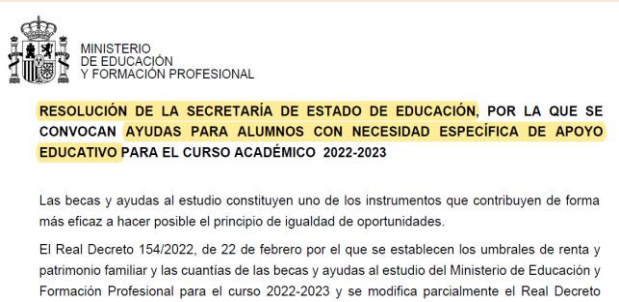 MINISTERIO
DE EDUCACIÓN
Y FORMACIÓN PROFESIONAL
RESOLUCIÓN DE LA SECRETARÍA DE ESTADO DE EDUCACIÓN, POR LA QUE SE
CONVOCAN AYUDAS PARA ALUMNOS CON NECESIDAD ESPECÍFICA DE APOYO
EDUCATIVO PARA EL CURSO ACADÉMICO 2022-2023
Las becas y ayudas al estudio constituyen uno de los instrumentos que contribuyen de forma
más eficaz a hacer posible el principio de igualdad de oportunidades.
El Real Decreto 154/2022, de 22 de febrero por el que se establecen los umbrales de renta y
patrimonio familiar y las cuantías de las becas y ayudas al estudio del Ministerio de Educación y
Formación Profesional para el curso 2022-2023 y se modifica parcialmente el Real Decreto